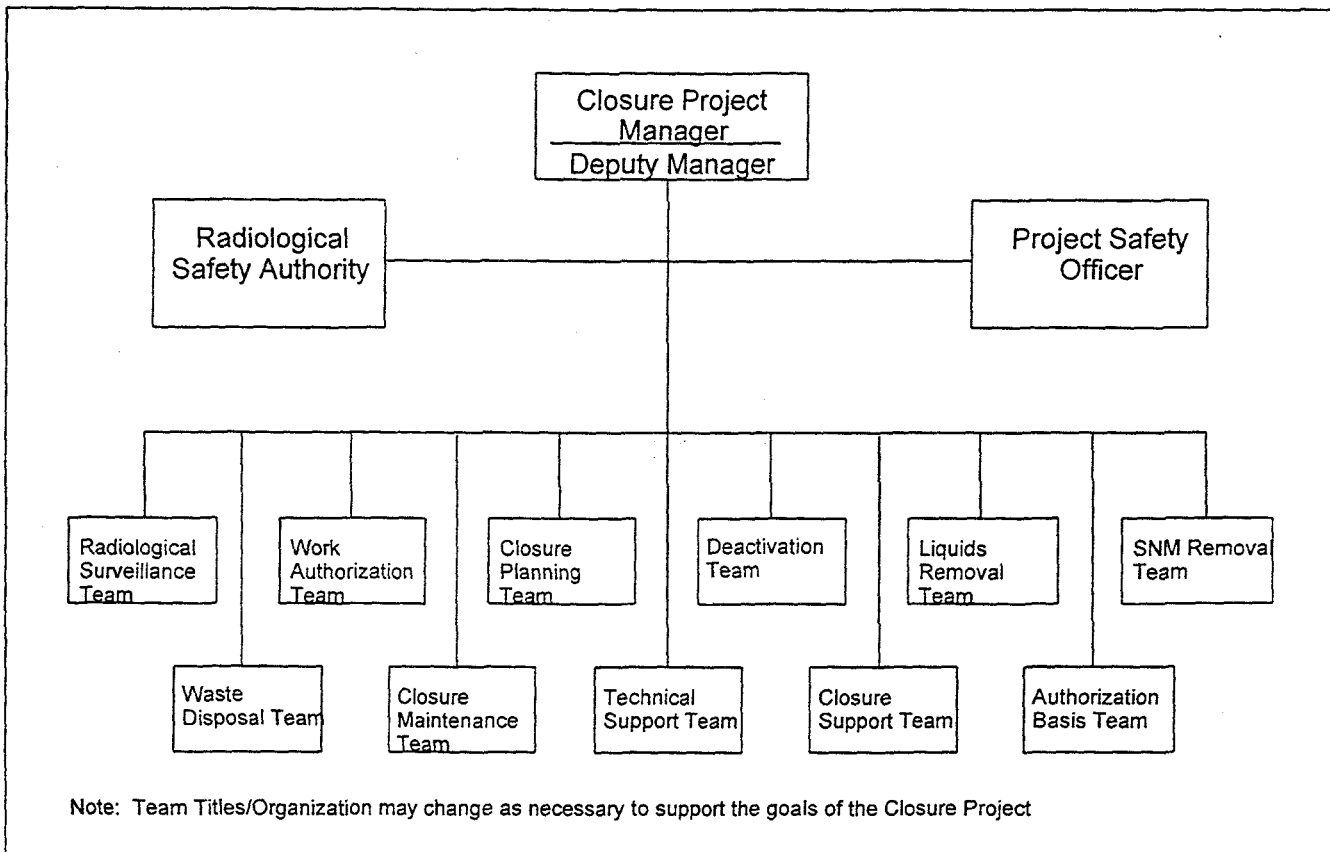 Closure Project
Manager
Deputy Manager
Radiological
Safety Authority
Project Safety
Officer
Radiological
Surveillance
Team
Work
Authorization
Team
Closure
Planning
Team
Deactivation
Team
Liquids
Removal
Team
SNM Removal
Team
Waste
Disposal Team
Closure
Maintenance
Team
Technical
Support Team
Closure
Support Team
Authorization
Basis Team
Note: Team Titles/Organization may change as necessary to support the goals of the Closure Project